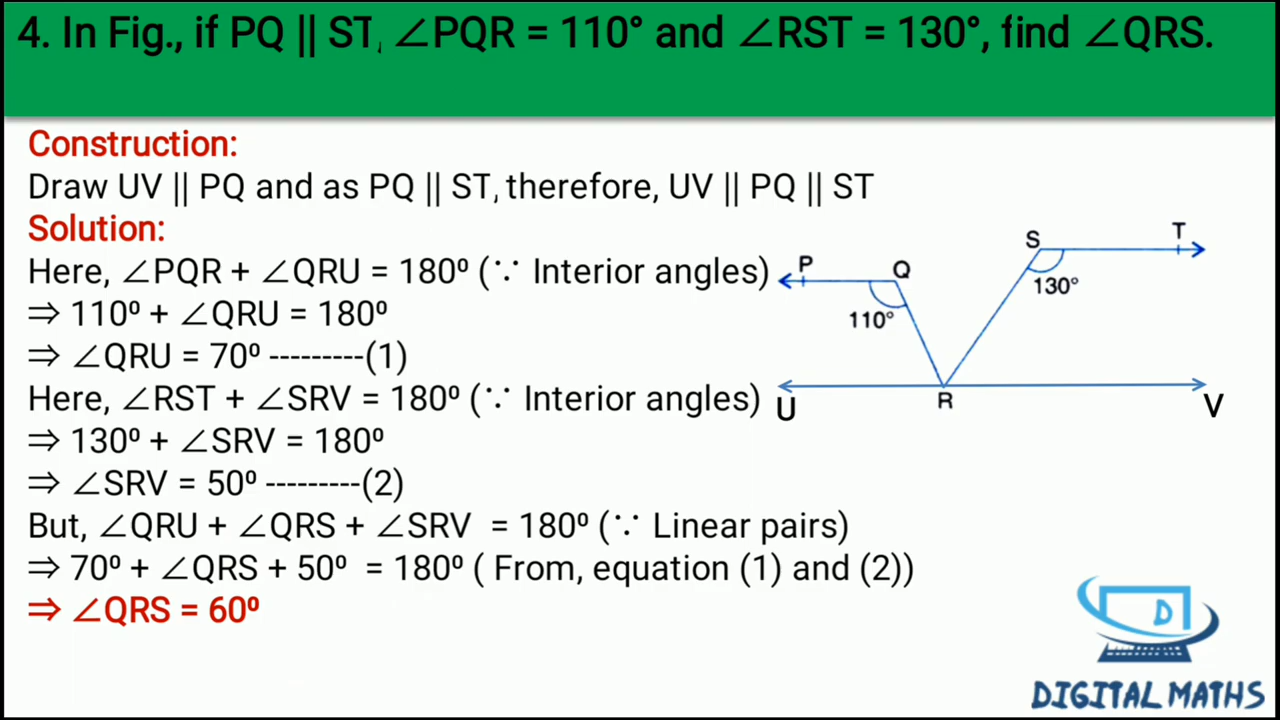 4. In Fig., if PQ || ST, ∠PQR = 110° and ∠RST = 130°, find ∠QRS.
Construction:
Draw UV || PQ and as PQ || ST, therefore, UV || PQ || ST
Solution:
Here, ∠PQR + ∠QRU = 180⁰ (∵ Interior angles)
⇒ 110⁰ + ∠QRU = 180⁰
⇒ ∠QRU = 70⁰ ---------(1)
Here, ∠RST + ∠SRV = 180⁰ (∵ Interior angles)
⇒ 130⁰ + ∠SRV = 180⁰
⇒ ∠SRV = 50⁰ ---------(2)
But, ∠QRU + ∠QRS + ∠SRV = 180⁰ (∵ Linear pairs)
⇒ 70⁰ + ∠QRS + 50⁰ = 180⁰ ( From, equation (1) and (2))
⇒ ∠QRS = 60⁰
S T
P Q
130°
110°
U R V
D
DIGITAL MATHS